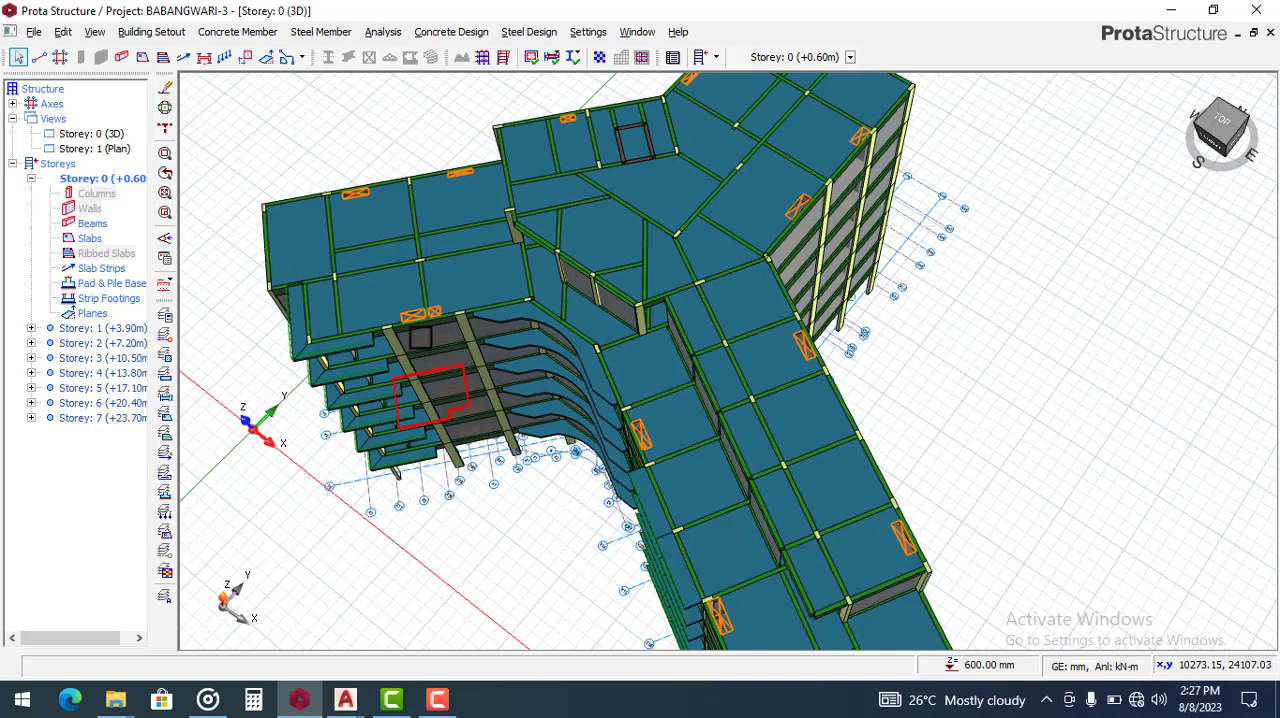 Prota Structure / Project: BABANGWARI-3 - [Storey: 0 (3D)]
File Edit View Building Setout Concrete Member Steel Member Analysis Concrete Design Steel Design Settings Window Help
ProtaStructure
Storey: 0 (+0.60m)
Structure
Axes
Views
Storey: 0 (3D)
Storey: 1 (Plan)
Storeys
Storey: 0 (+0.60
Columns
Walls
Beams
Slabs
Ribbed Slabs
Slab Strips
Pad & Pile Base
Strip Footings
Planes
Storey: 1 (+3.90m
Storey: 2 (+7.20m
Storey: 3 (+10.50m
Storey: 4 (+13.80m
Storey: 5 (+17.10m
Storey: 6 (+20.40m
Storey: 7 (+23.70m
TOP
W
S
E
Z
Y
X
Z
Y
X
Activate Windows
Go to Settings to activate Windows.
Z= 600.00 mm
GE: mm, Anl: kN-m
x,y 10273.15, 24107.03
26°C Mostly cloudy
2:27 PM
8/8/2023